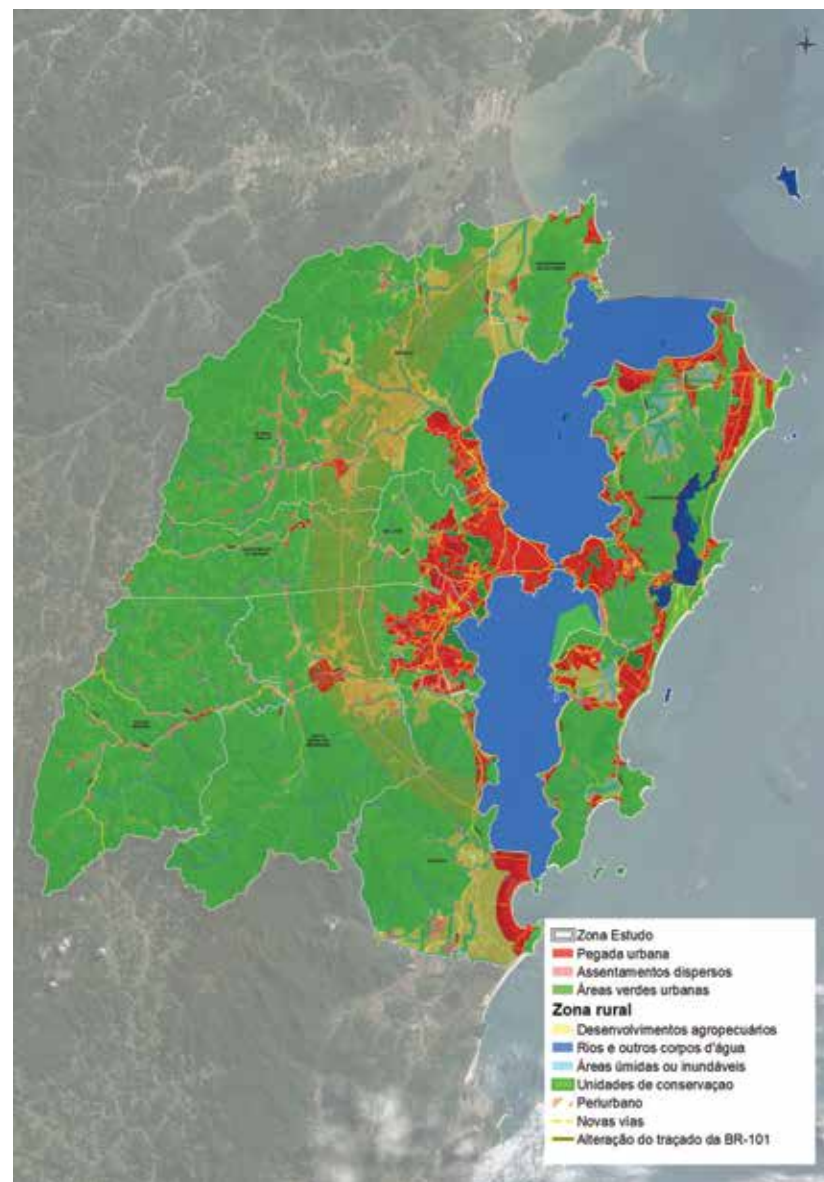 Zona Estudo
Pegada urbana
Assentamentos dispersos
Áreas verdes urbanas
Zona rural
Desenvolvimentos agropecuários
Rios e outros corpos d'água
Áreas úmidas ou inundáveis
Unidades de conservaçao
Periurbano
Novas vias
Alteração do traçado da BR-101